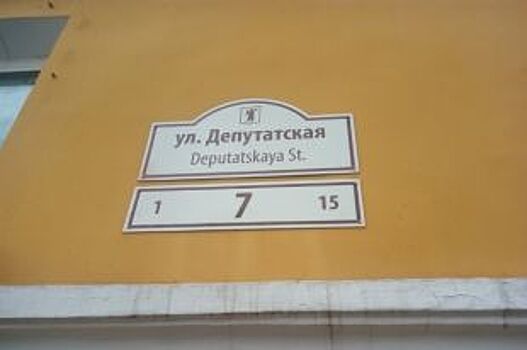 ул. Депутатская
Deputatskaya St.
1 7 15